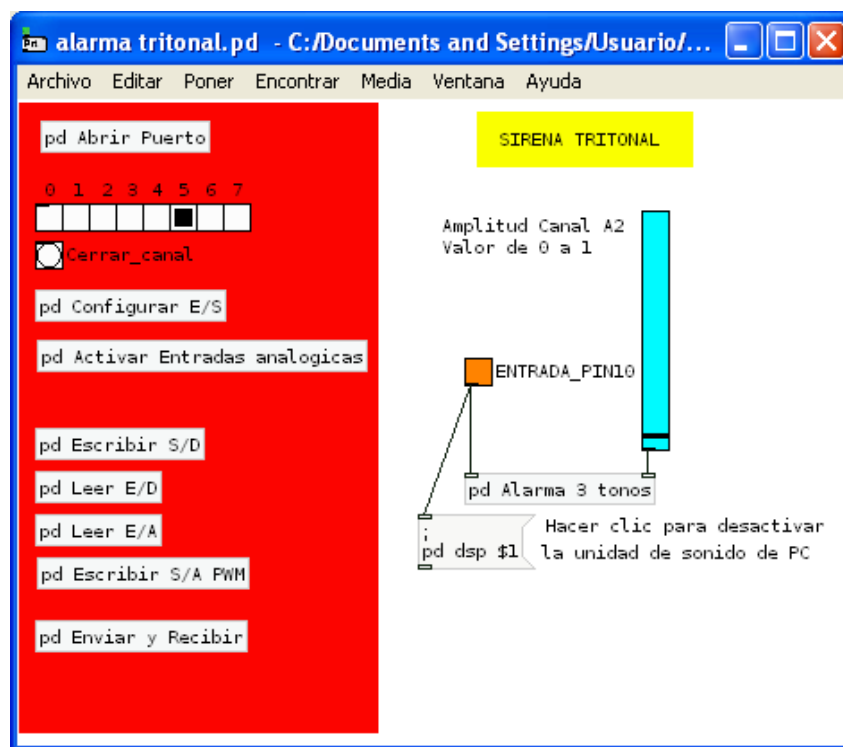 alarma tritonal.pd - C:/Documents and Settings/Usuario/...
Archivo Editar Poner Encontrar Media Ventana Ayuda
pd Abrir Puerto
0 1 2 3 4 5 6 7
Cerrar_canal
pd Configurar E/S
pd Activar Entradas analogicas
pd Escribir S/D
pd Leer E/D
pd Leer E/A
pd Escribir S/A PWM
pd Enviar y Recibir
SIRENA TRITONAL
Amplitud Canal A2
Valor de 0 a 1
ENTRADA_PIN10
pd Alarma 3 tonos
;
pd dsp $1
Hacer clic para desactivar
la unidad de sonido de PC